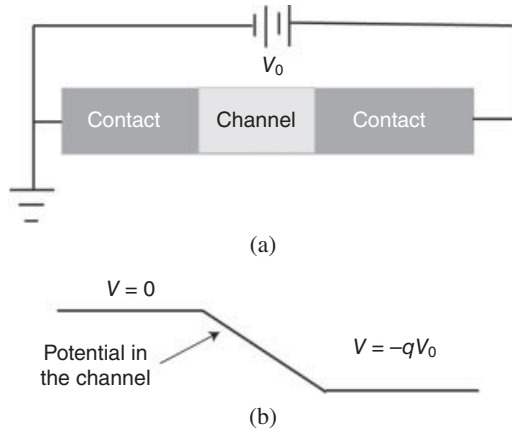 V₀
Contact
Channel
Contact
(a)
V = 0
Potential in
the channel
V = −qV₀
(b)